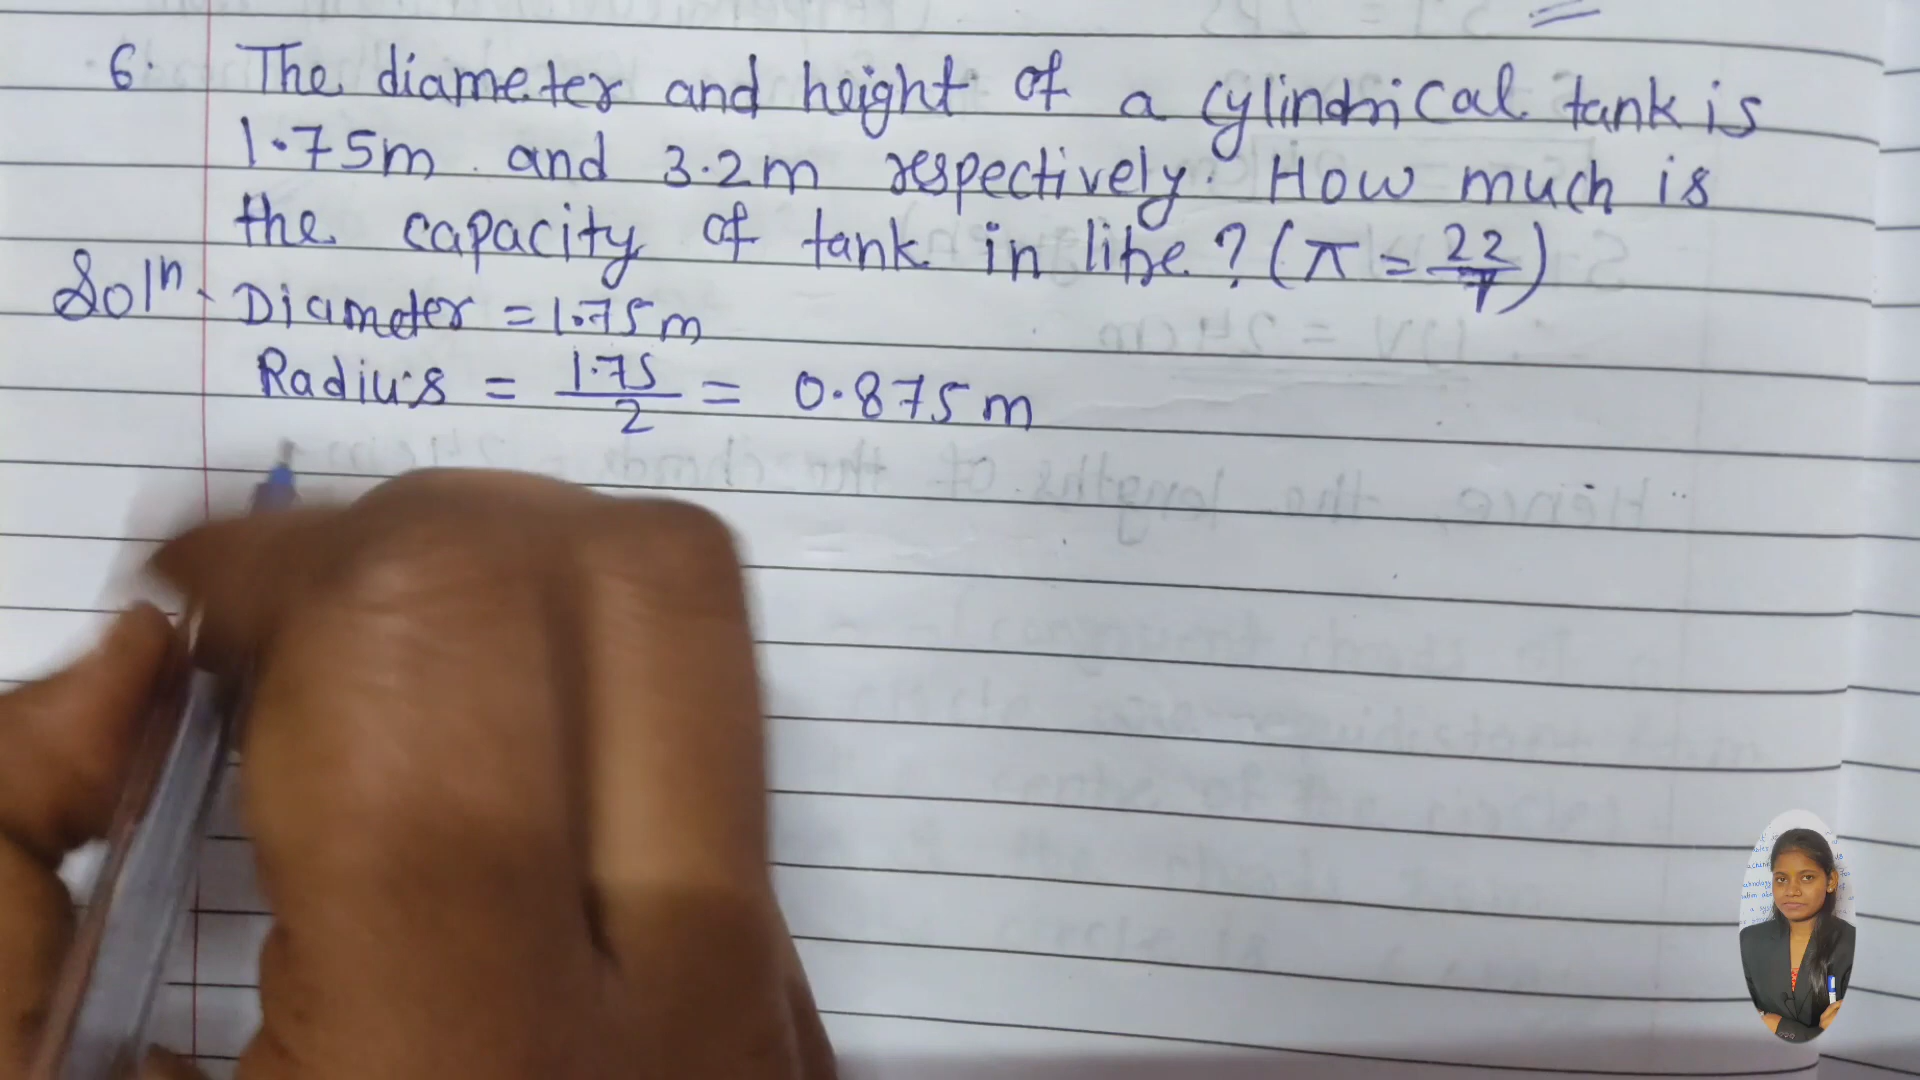 6. The diameter and height of a cylindrical tank is
1.75m and 3.2m respectively. How much is
the capacity of tank in litre? (π = 22/7)
Soln. Diameter = 1.75m
Radius = 1.75/2 = 0.875m